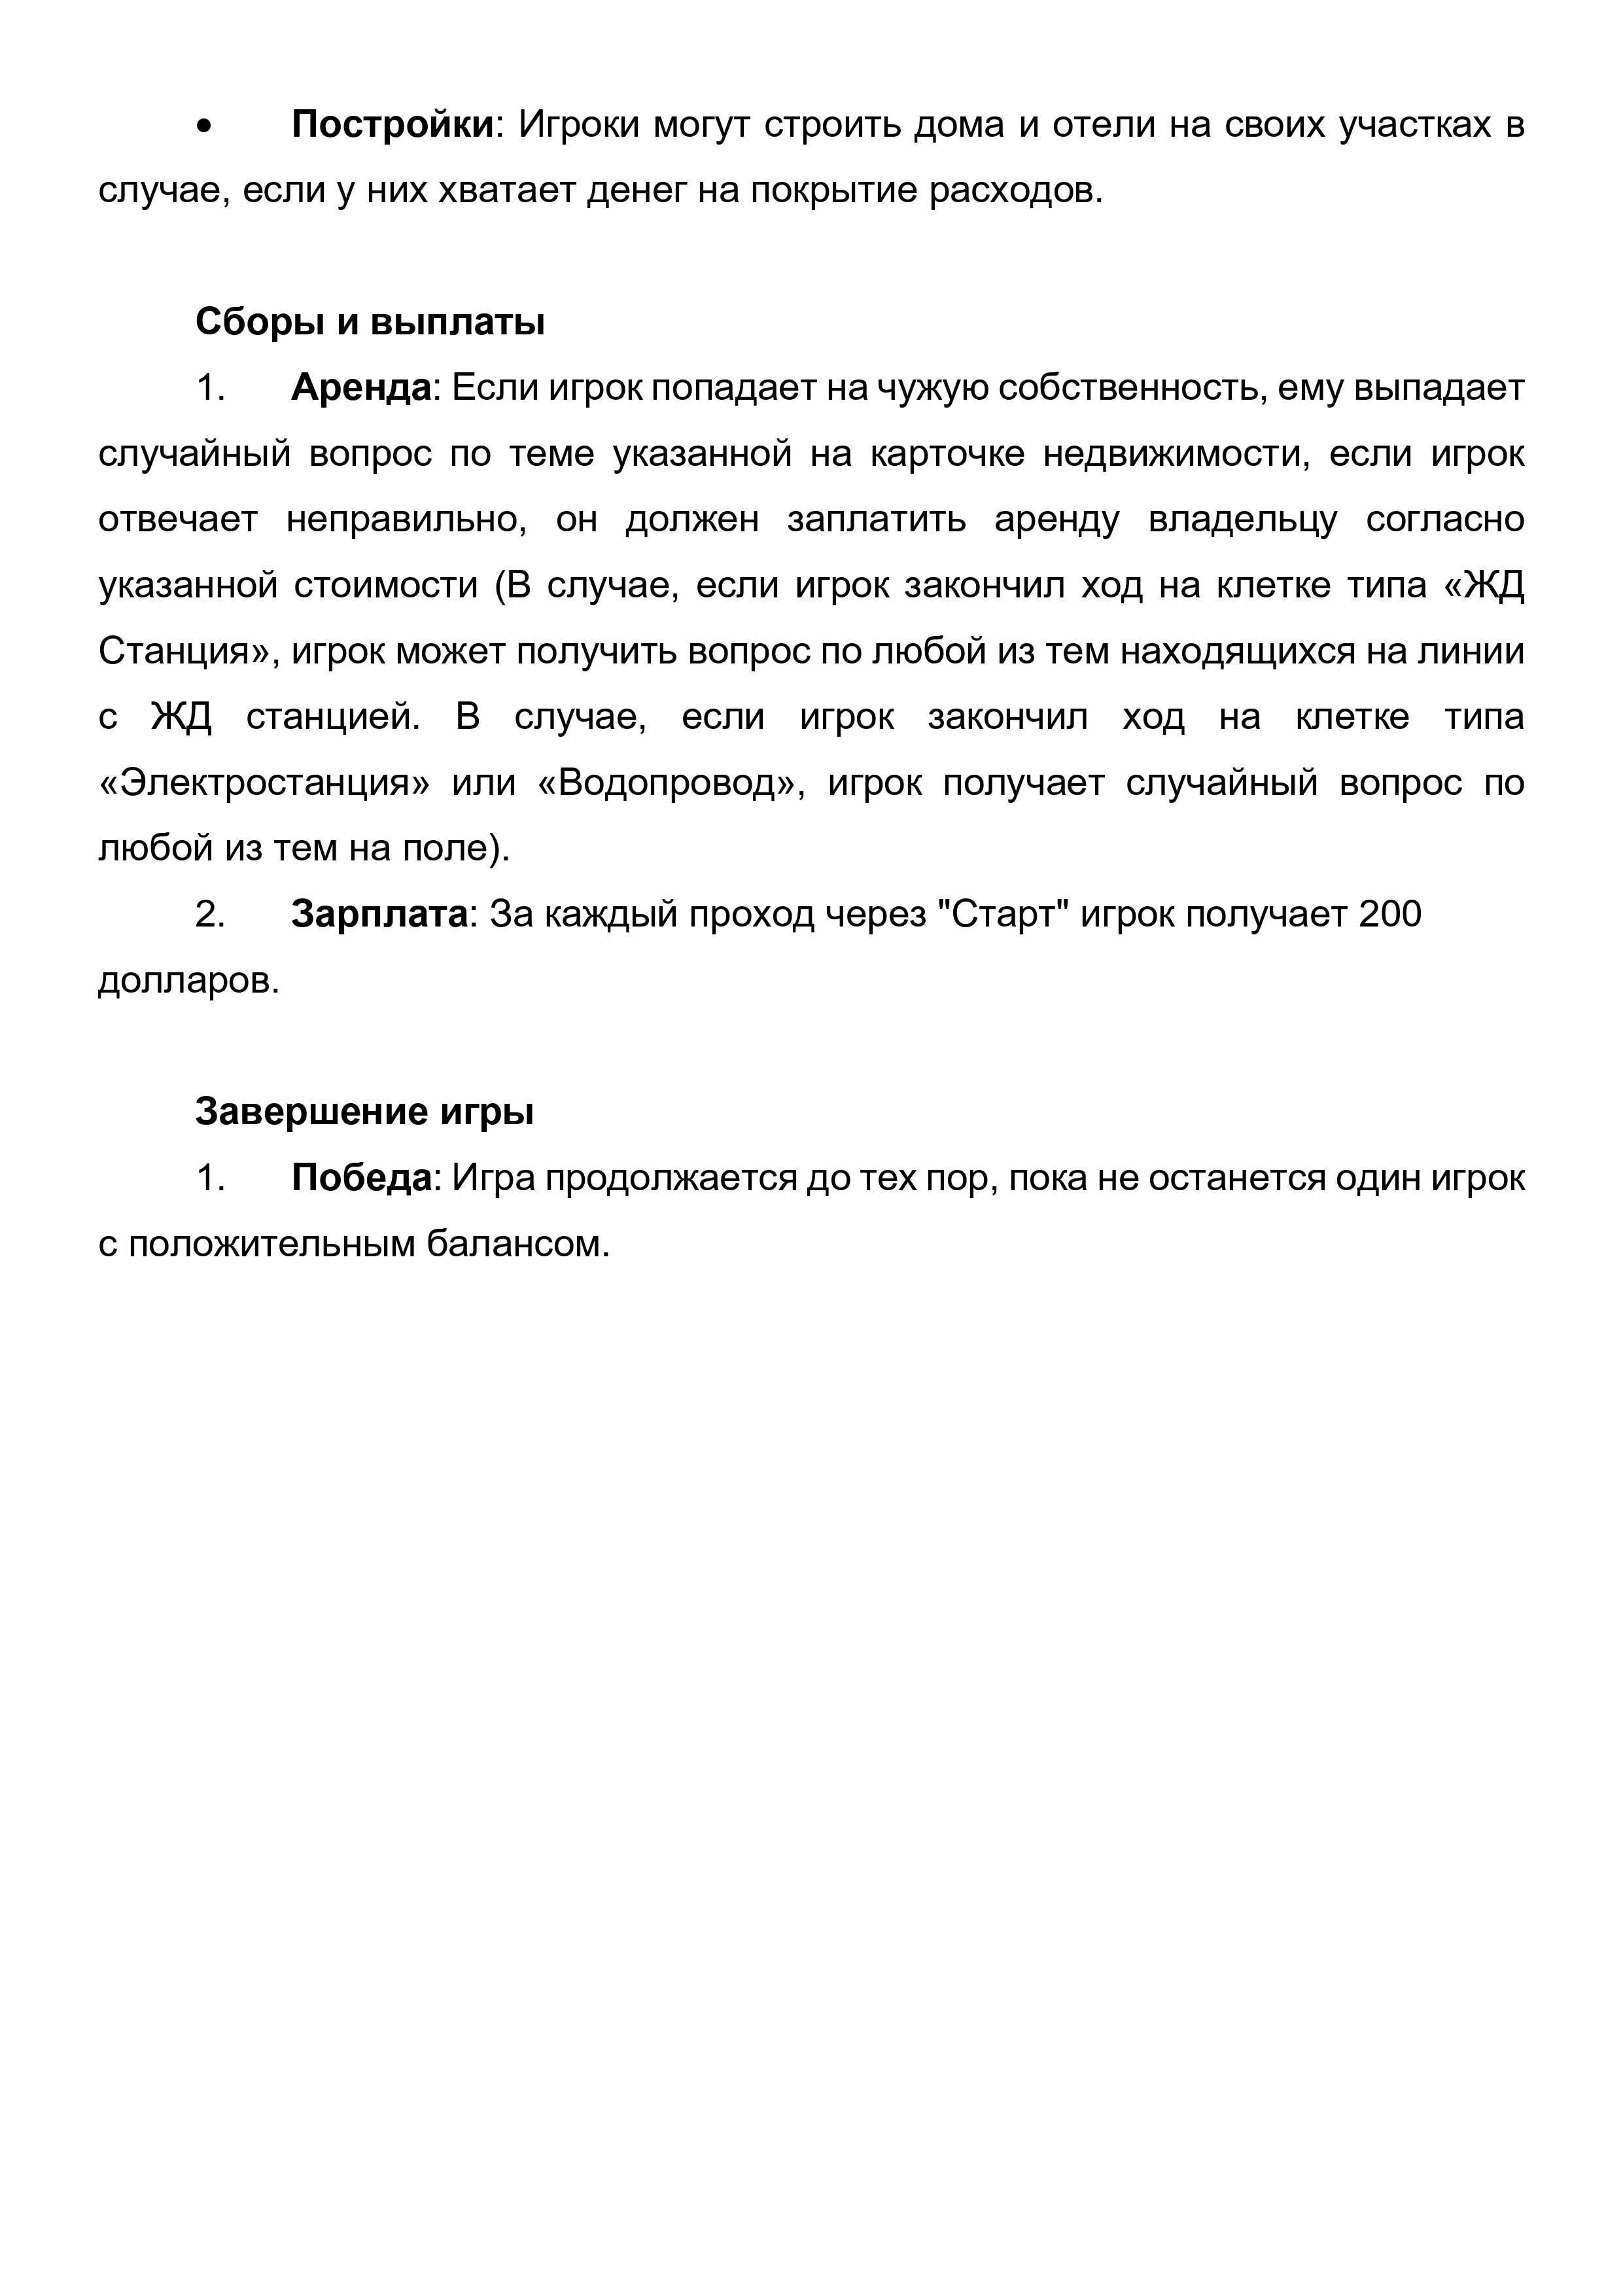 • Постройки: Игроки могут строить дома и отели на своих участках в
случае, если у них хватает денег на покрытие расходов.
Сборы и выплаты
1. Аренда: Если игрок попадает на чужую собственность, ему выпадает
случайный вопрос по теме указанной на карточке недвижимости, если игрок
отвечает неправильно, он должен заплатить аренду владельцу согласно
указанной стоимости (В случае, если игрок закончил ход на клетке типа «ЖД
Станция», игрок может получить вопрос по любой из тем находящихся на линии
с ЖД станцией. В случае, если игрок закончил ход на клетке типа
«Электростанция» или «Водопровод», игрок получает случайный вопрос по
любой из тем на поле).
2. Зарплата: За каждый проход через "Старт" игрок получает 200
долларов.
Завершение игры
1. Победа: Игра продолжается до тех пор, пока не останется один игрок
с положительным балансом.